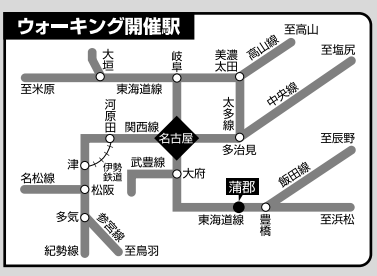 ウォーキング開催駅
至高山
大垣
岐阜
美濃太田
高山線
至塩尻
至米原
東海道線
太多線
中央線
河原田
関西線
名古屋
多治見
至辰野
津
伊勢鉄道
武豊線
大府
飯田線
名松線
松阪
蒲郡
多気
参宮線
東海道線
豊橋
至浜松
紀勢線
至鳥羽